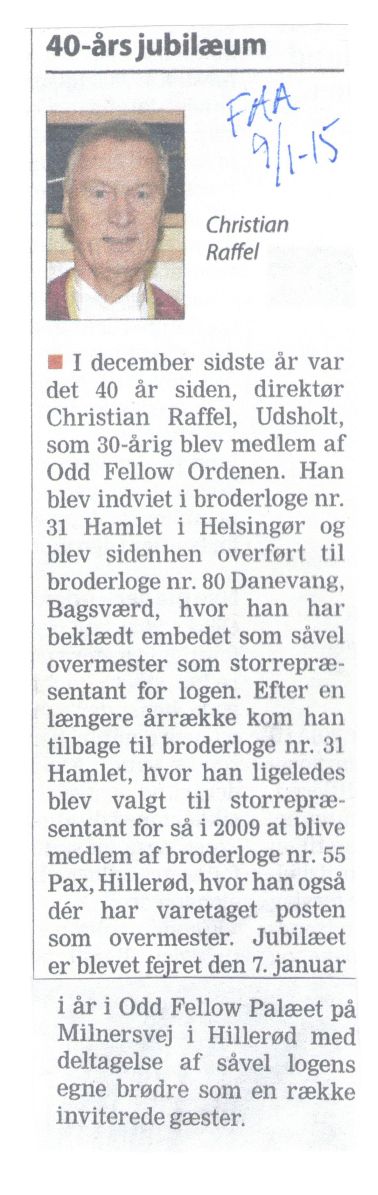 40-års jubilæum
FAA
9/1-15
Christian
Raffel
I december sidste år var
det 40 år siden, direktør
Christian Raffel, Udsholt,
som 30-årig blev medlem af
Odd Fellow Ordenen. Han
blev indviet i broderloge nr.
31 Hamlet i Helsingør og
blev sidenhen overført til
broderloge nr. 80 Danevang,
Bagsværd, hvor han har
beklædt embedet som såvel
overmester som storrepræ-
sentant for logen. Efter en
længere årrække kom han
tilbage til broderloge nr. 31
Hamlet, hvor han ligeledes
blev valgt til storrepræ-
sentant for så i 2009 at blive
medlem af broderloge nr. 55
Pax, Hillerød, hvor han også
dér har varetaget posten
som overmester. Jubilæet
er blevet fejret den 7. januar
i år i Odd Fellow Palæet på
Milnersvej i Hillerød med
deltagelse af såvel logens
egne brødre som en række
inviterede gæster.